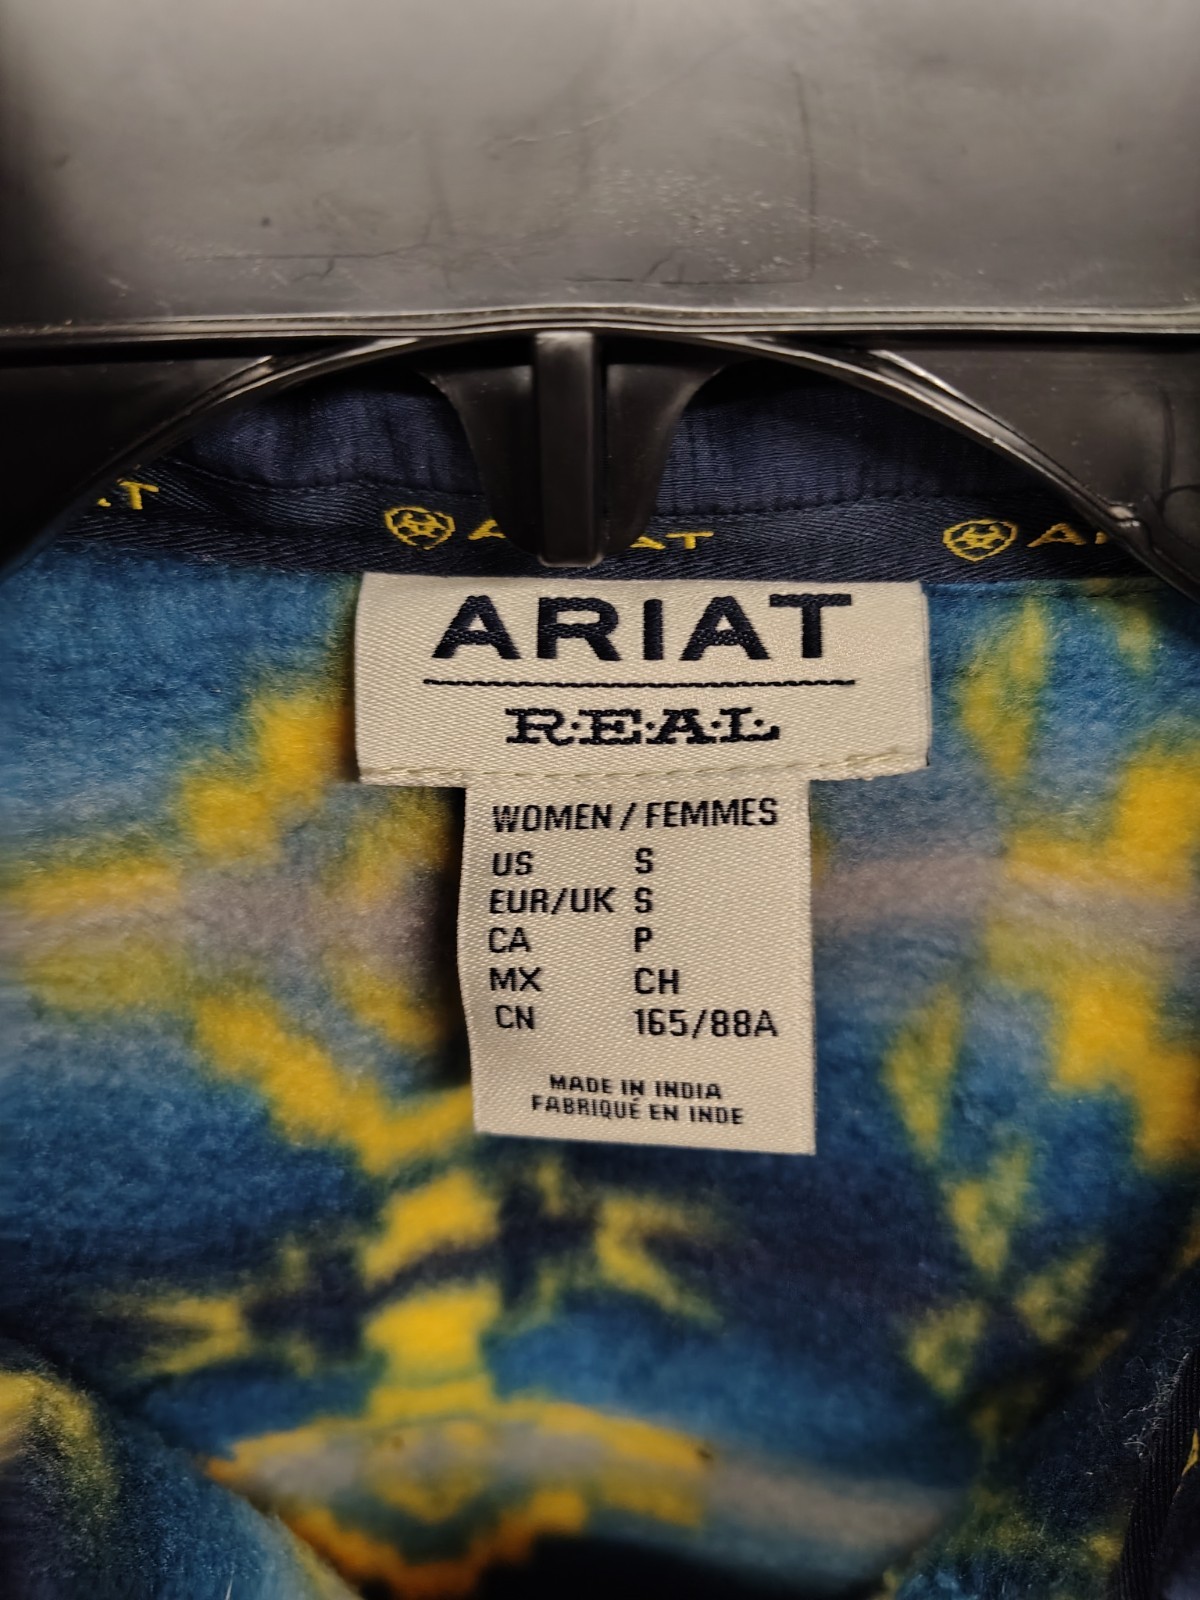 ARIAT
ARIAT
R·E·A·L·
WOMEN / FEMMES
US S
EUR/UK S
CA P
MX CH
CN 165/88A
MADE IN INDIA
FABRIQUÉ EN INDE